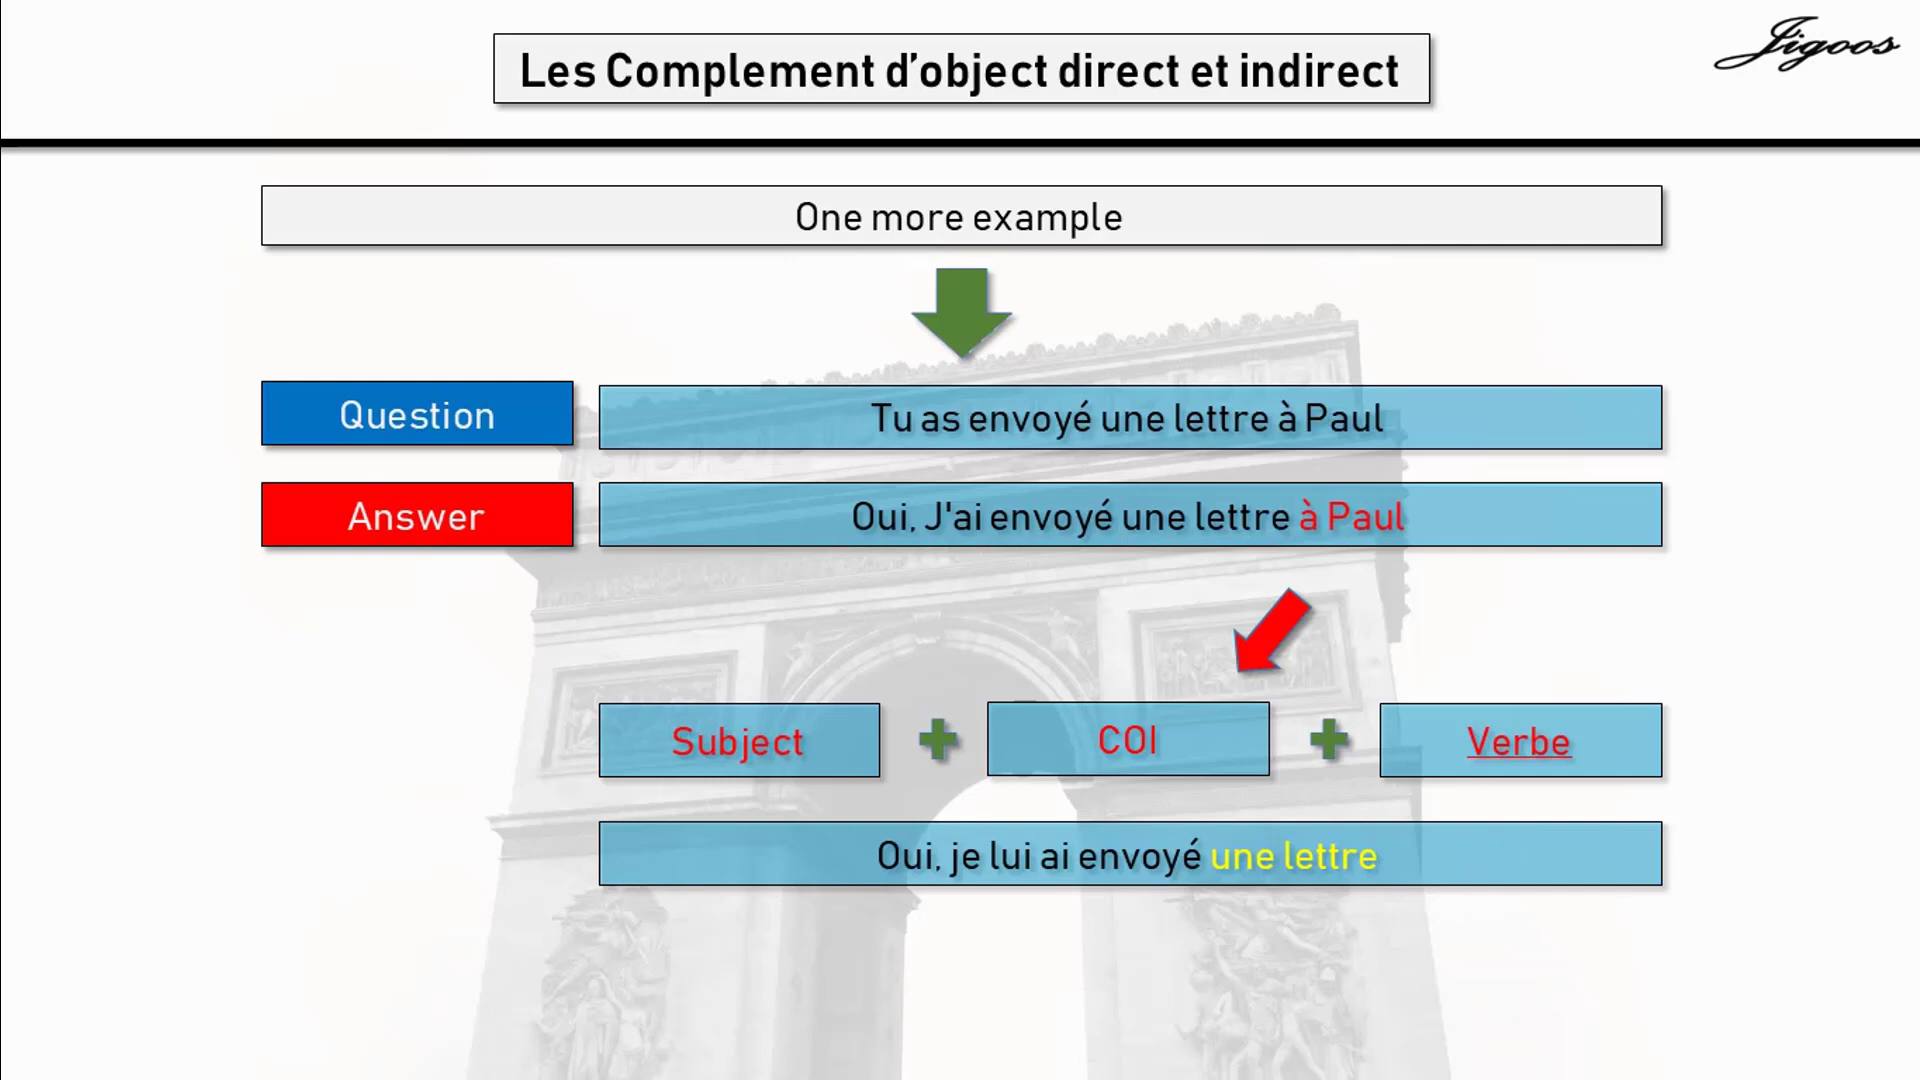 Les Complement d’object direct et indirect
Jigoos
One more example
Question
Tu as envoyé une lettre à Paul
Answer
Oui, J'ai envoyé une lettre à Paul
Subject
COI
Verbe
Oui, je lui ai envoyé une lettre